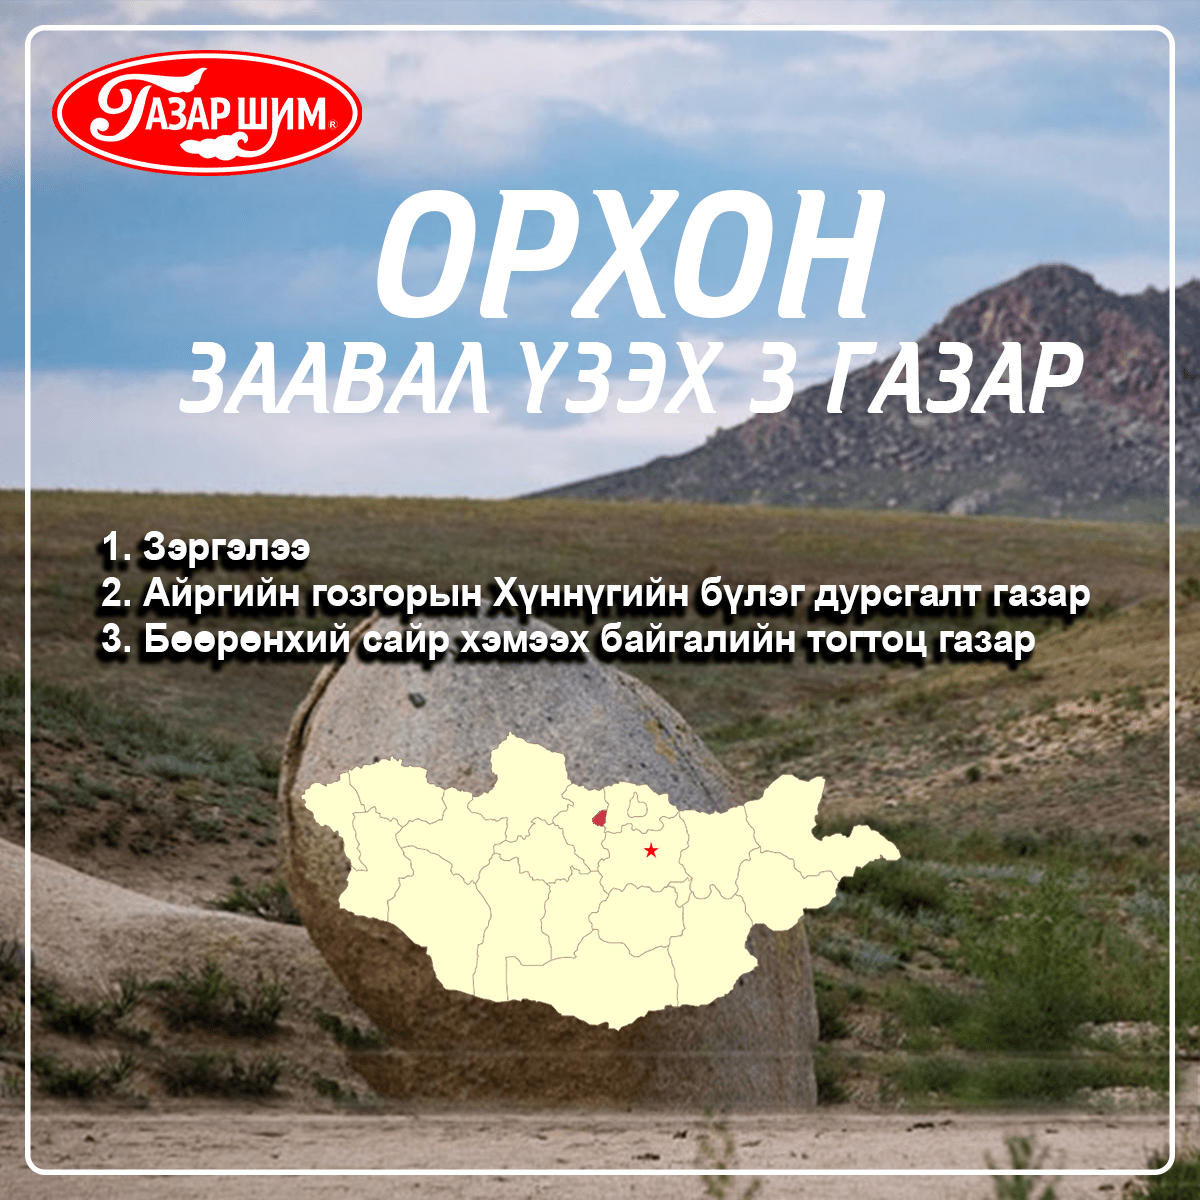 ГАЗАР ШИМ®
ОРХОН
ЗААВАЛ ҮЗЭХ 3 ГАЗАР
1. Зэргэлээ
2. Айргийн гозгорын Хүннүгийн бүлэг дурсгалт газар
3. Бөөрөнхий сайр хэмээх байгалийн тогтоц газар